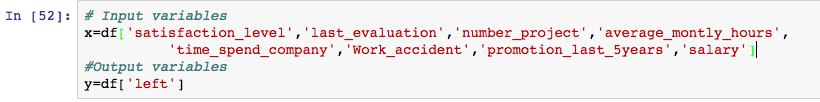 In [52]: # Input variables
x=df['satisfaction_level','last_evaluation','number_project','average_montly_hours',
'time_spend_company','Work_accident','promotion_last_5years','salary']
#Output variables
y=df['left']